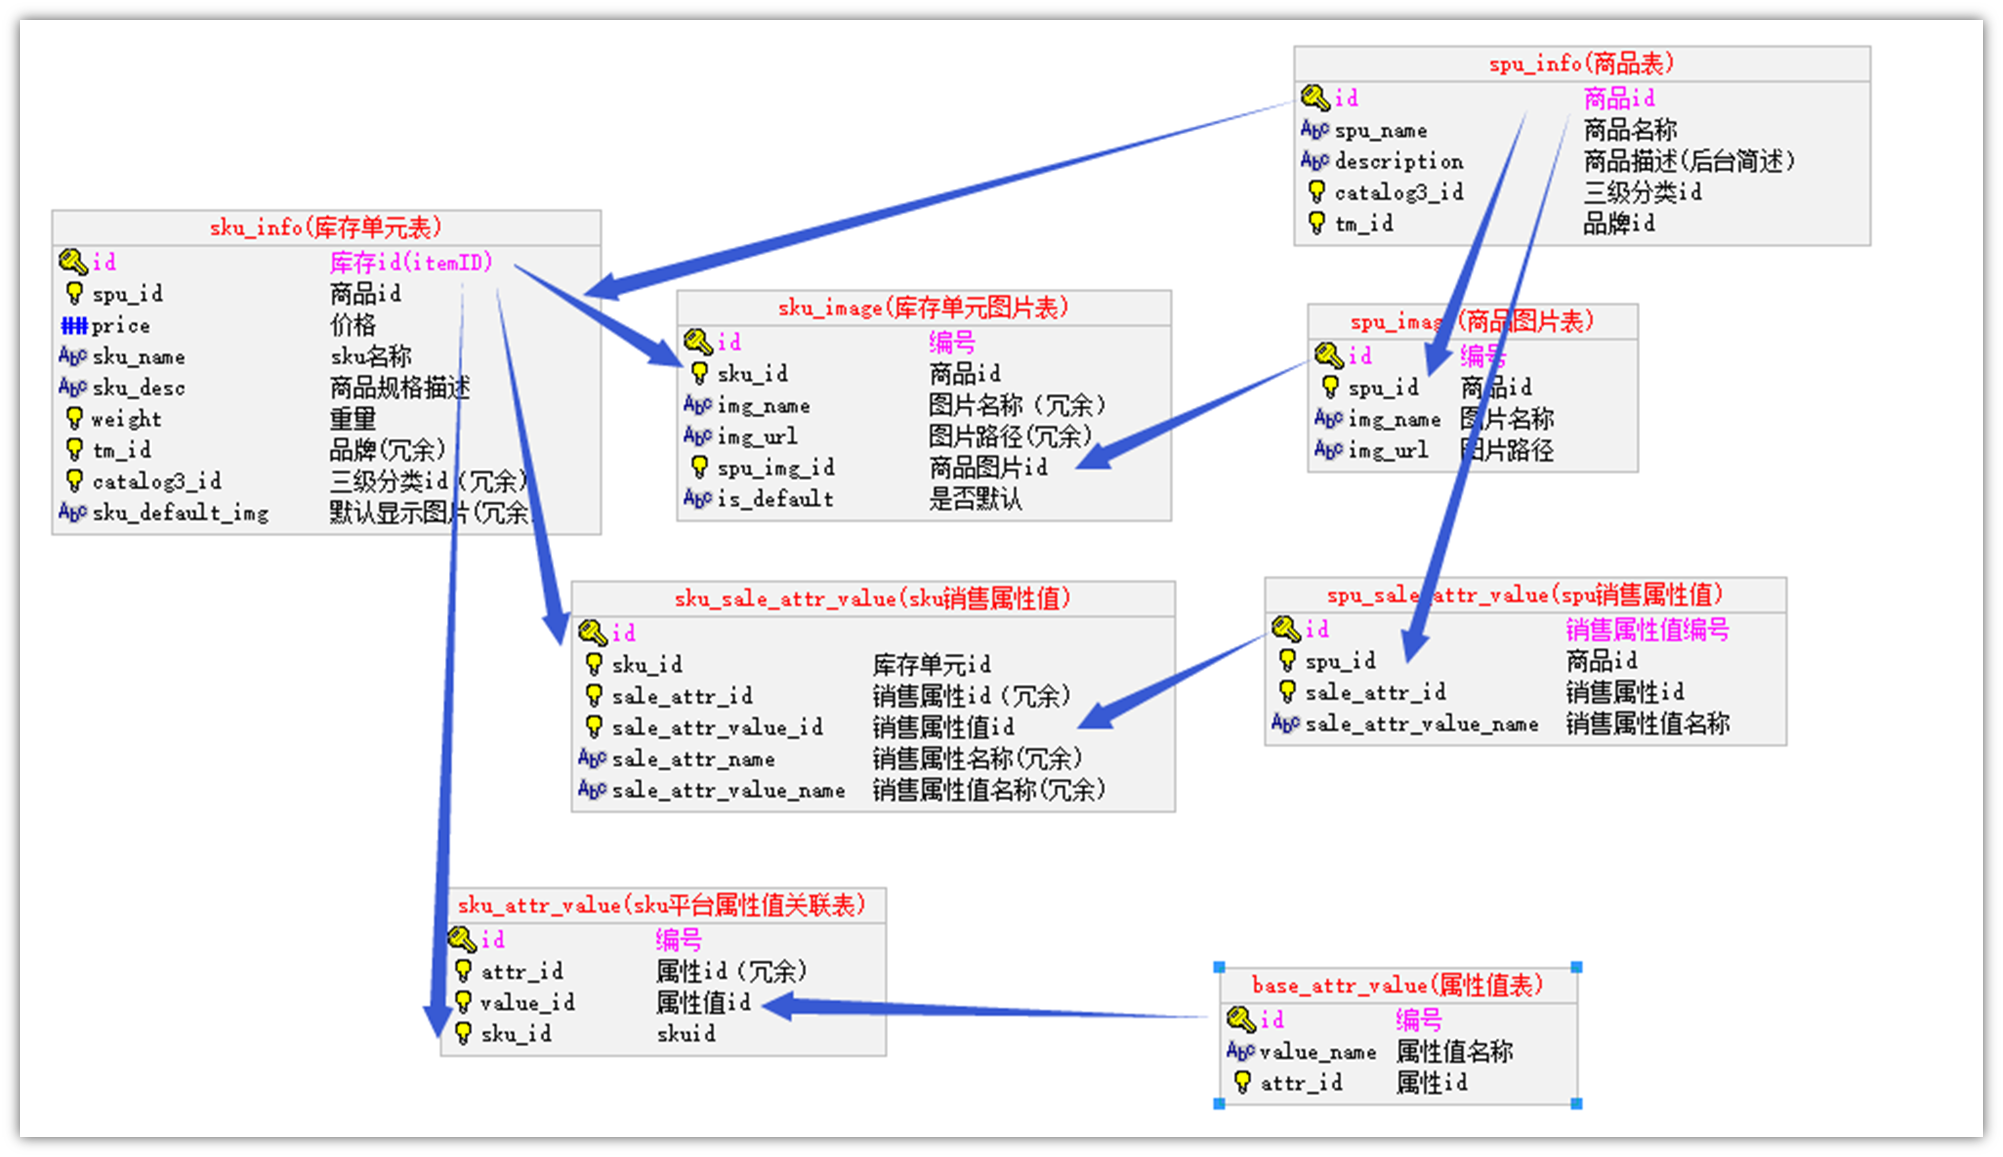 spu_info(商品表)
id 商品id
spu_name 商品名称
description 商品描述(后台简述)
catalog3_id 三级分类id
tm_id 品牌id
sku_info(库存单元表)
id 库存id(itemID)
spu_id 商品id
##price 价格
sku_name sku名称
sku_desc 商品规格描述
weight 重量
tm_id 品牌(冗余)
catalog3_id 三级分类id (冗余)
sku_default_img 默认显示图片(冗余
sku_image(库存单元图片表)
id 编号
sku_id 商品id
img_name 图片名称 (冗余)
img_url 图片路径(冗余)
spu_img_id 商品图片id
is_default 是否默认
spu_image(商品图片表)
id 编号
spu_id 商品id
img_name 图片名称
img_url 图片路径
sku_sale_attr_value(sku销售属性值)
id
sku_id 库存单元id
sale_attr_id 销售属性id (冗余)
sale_attr_value_id 销售属性值id
sale_attr_name 销售属性名称(冗余)
sale_attr_value_name 销售属性值名称(冗余)
spu_sale_attr_value(spu销售属性值)
id 销售属性值编号
spu_id 商品id
sale_attr_id 销售属性id
sale_attr_value_name 销售属性值名称
sku_attr_value(sku平台属性值关联表)
id 编号
attr_id 属性id (冗余)
value_id 属性值id
sku_id skuid
base_attr_value(属性值表)
id 编号
value_name 属性值名称
attr_id 属性id